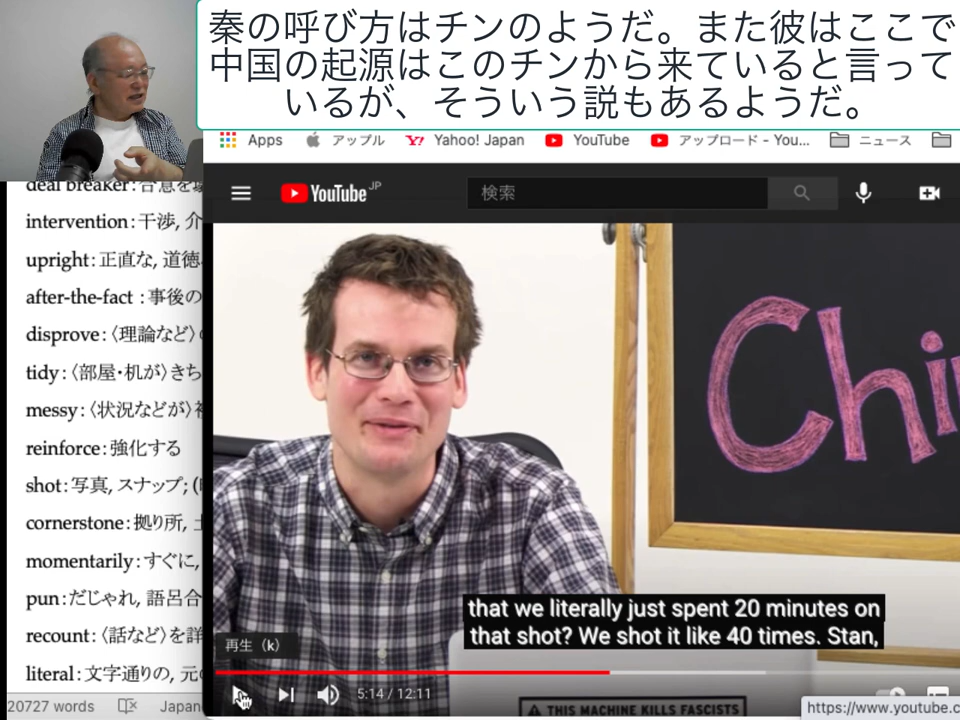 秦の呼び方はチンのようだ。また彼はここで
中国の起源はこのチンから来ていると言って
いるが、そういう説もあるようだ。
Apps アップル Yahoo! Japan YouTube アップロード - You... ニュース
YouTube JP
検索
deal breaker:合意を
intervention:干渉, 介
upright:正直な, 道徳
after-the-fact :事後の
disprove:〈理論など〉
tidy:〈部屋・机が〉きち
messy:〈状況などが〉
reinforce:強化する
shot:写真, スナップ;
cornerstone:拠り所,
momentarily:すぐに,
pun:だじゃれ, 語呂合
recount:〈話など〉を詳
literal:文字通りの, 元
Chi
that we literally just spent 20 minutes on
that shot? We shot it like 40 times. Stan,
再生 (k)
5:14 / 12:11
THIS MACHINE KILLS FASCISTS
20727 words Japan
https://www.youtube.c